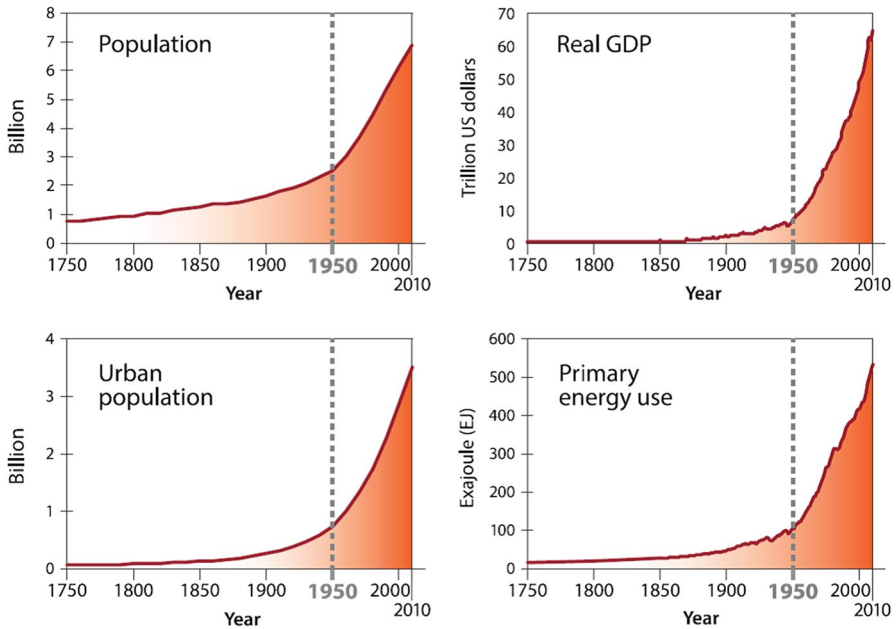 Population
Billion
8
7
6
5
4
3
2
1
0
1750 1800 1850 1900 1950 2000
2010
Year
Real GDP
Trillion US dollars
70
60
50
40
30
20
10
0
1750 1800 1850 1900 1950 2000
2010
Year
Urban
population
Billion
4
3
2
1
0
1750 1800 1850 1900 1950 2000
2010
Year
Primary
energy use
Exajoule (EJ)
600
500
400
300
200
100
0
1750 1800 1850 1900 1950 2000
2010
Year